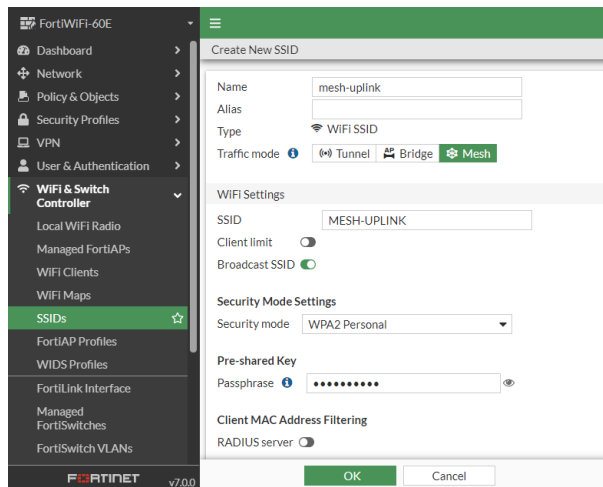 FortiWiFi-60E
Dashboard
Network
Policy & Objects
Security Profiles
VPN
User & Authentication
WiFi & Switch
Controller
Local WiFi Radio
Managed FortiAPs
WiFi Clients
WiFi Maps
SSIDs
FortiAP Profiles
WIDS Profiles
FortiLink Interface
Managed
FortiSwitches
FortiSwitch VLANs
FORTINET v7.0.0
Create New SSID
Name mesh-uplink
Alias
Type WiFi SSID
Traffic mode Tunnel AP Bridge Mesh
WiFi Settings
SSID MESH-UPLINK
Client limit
Broadcast SSID
Security Mode Settings
Security mode WPA2 Personal
Pre-shared Key
Passphrase ••••••••••
Client MAC Address Filtering
RADIUS server
OK Cancel